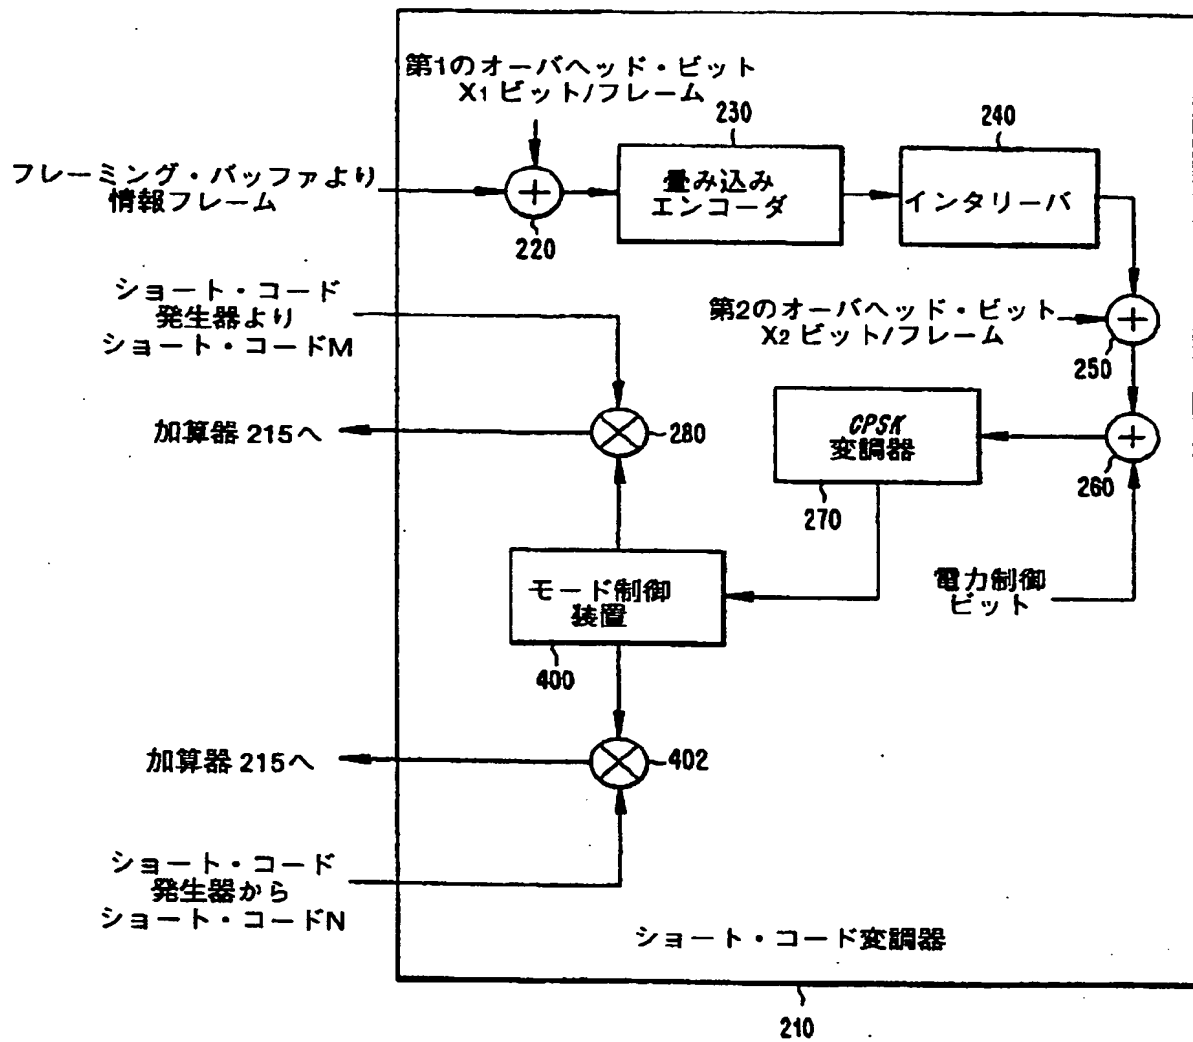 第1のオーバヘッド・ビット
X1 ビット/フレーム
230
240
フレーミング・バッファより
情報フレーム
畳み込み
エンコーダ
インタリーバ
220
ショート・コード
発生器より
ショート・コードM
第2のオーバヘッド・ビット
X2 ビット/フレーム
250
加算器 215へ
280
CPSK
変調器
260
270
モード制御
装置
電力制御
ビット
400
加算器 215へ
402
ショート・コード
発生器から
ショート・コードN
ショート・コード変調器
210